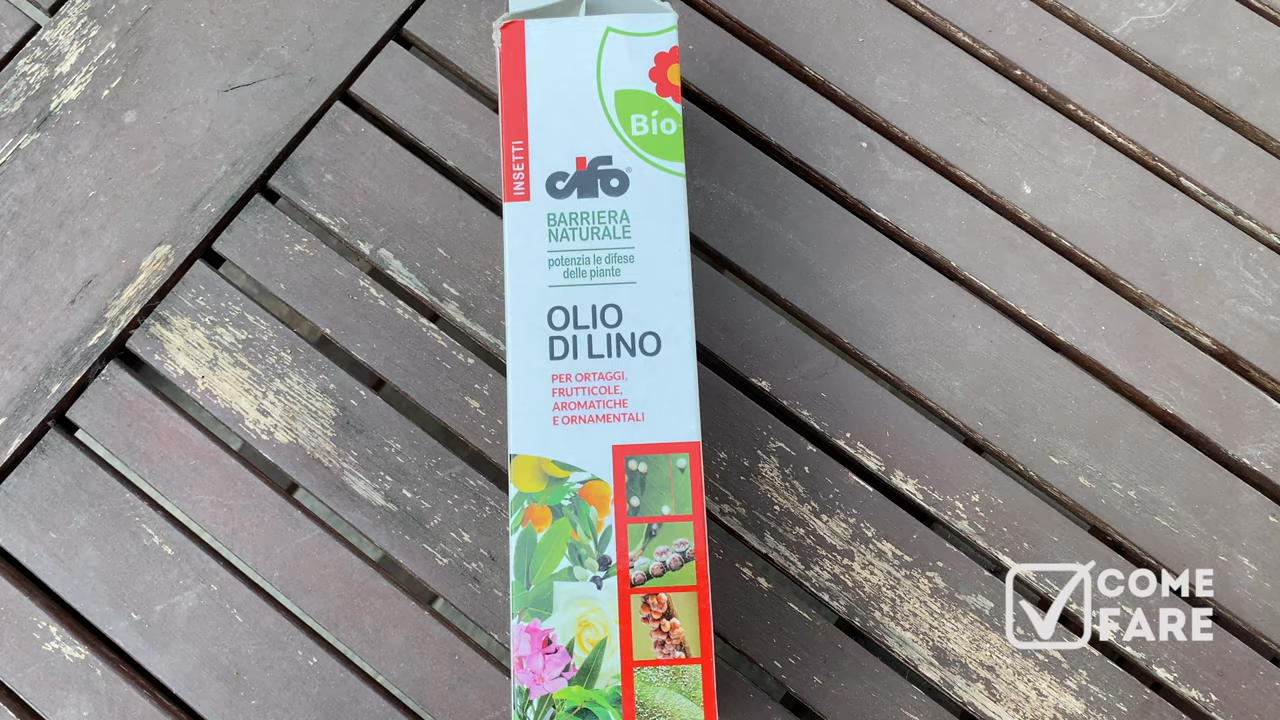 Bio
INSETTI
cifo®
BARRIERA
NATURALE
potenzia le difese
delle piante
OLIO
DI LINO
PER ORTAGGI,
FRUTTICOLE,
AROMATICHE
E ORNAMENTALI
COME
FARE